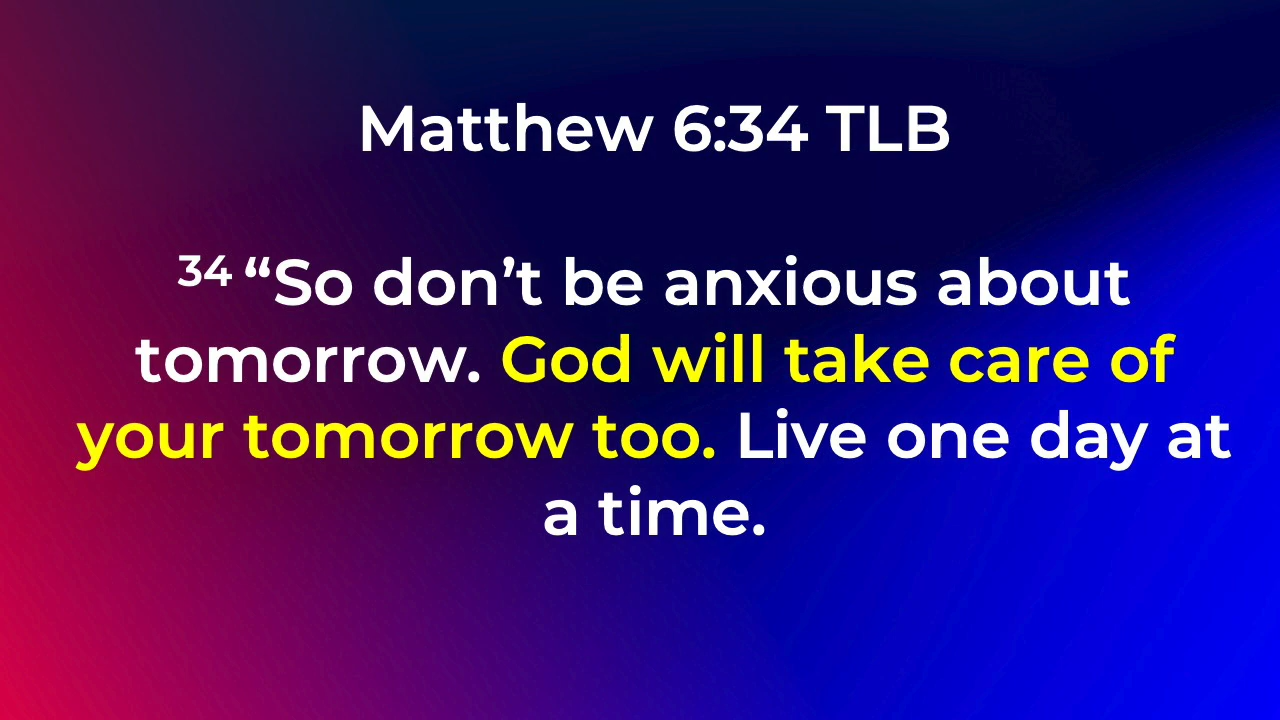 Matthew 6:34 TLB
34 “So don’t be anxious about
tomorrow. God will take care of
your tomorrow too. Live one day at
a time.